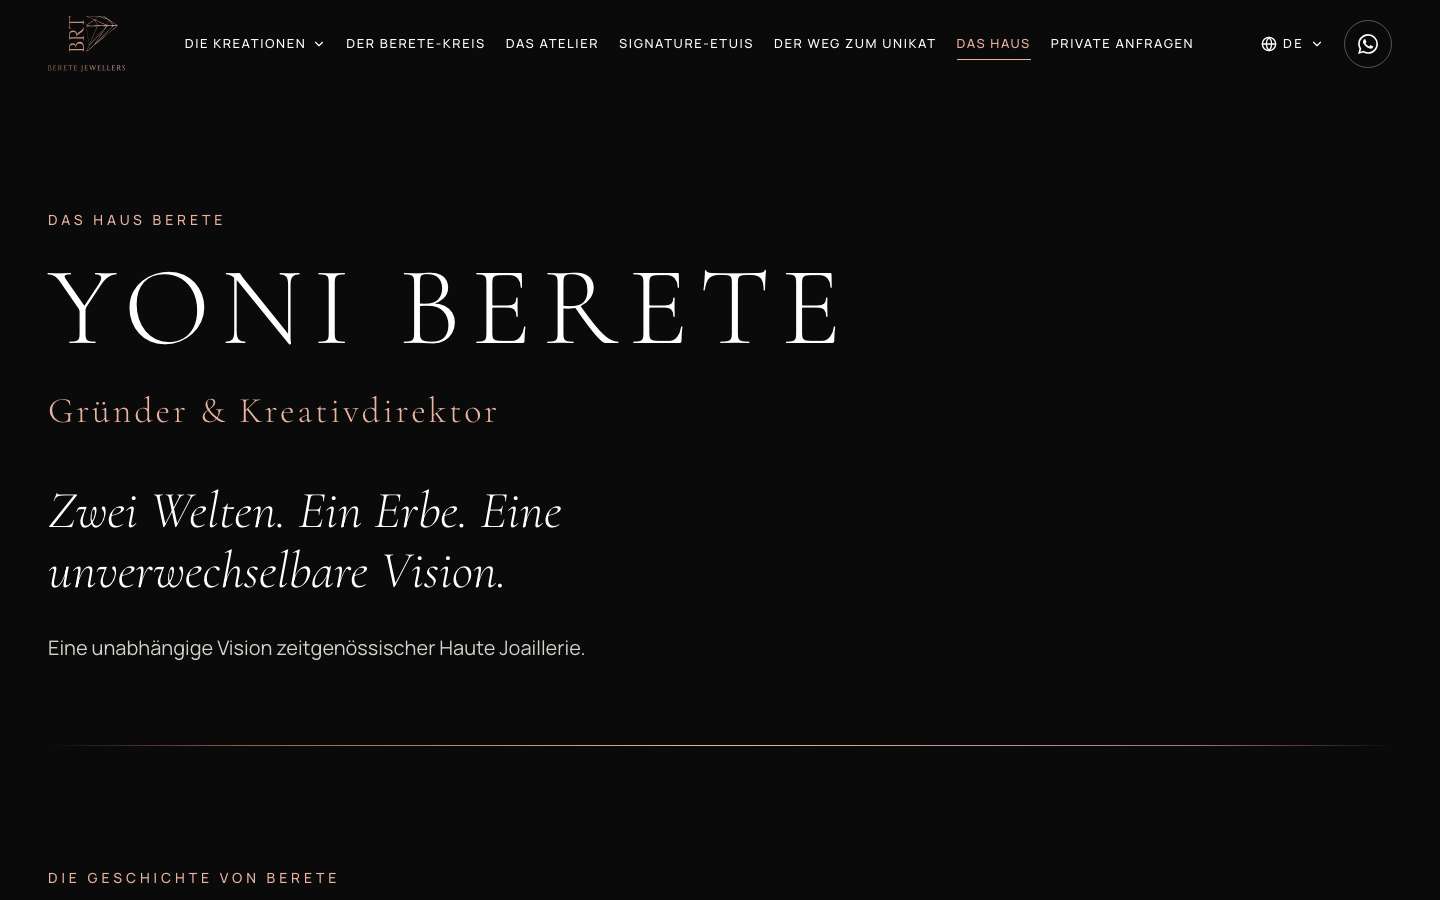 BRT
BERETE JEWELLERS
DIE KREATIONEN
DER BERETE-KREIS
DAS ATELIER
SIGNATURE-ETUIS
DER WEG ZUM UNIKAT
DAS HAUS
PRIVATE ANFRAGEN
DE
DAS HAUS BERETE
YONI BERETE
Gründer & Kreativdirektor
Zwei Welten. Ein Erbe. Eine
unverwechselbare Vision.
Eine unabhängige Vision zeitgenössischer Haute Joaillerie.
DIE GESCHICHTE VON BERETE